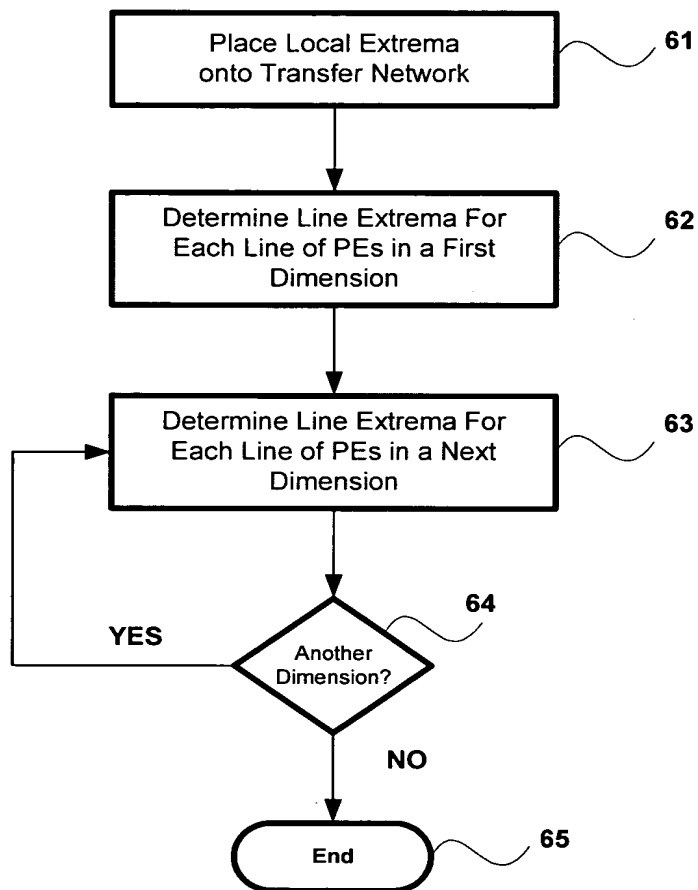 Place Local Extrema
onto Transfer Network
61
Determine Line Extrema For
Each Line of PEs in a First
Dimension
62
Determine Line Extrema For
Each Line of PEs in a Next
Dimension
63
64
YES
Another
Dimension?
NO
End
65